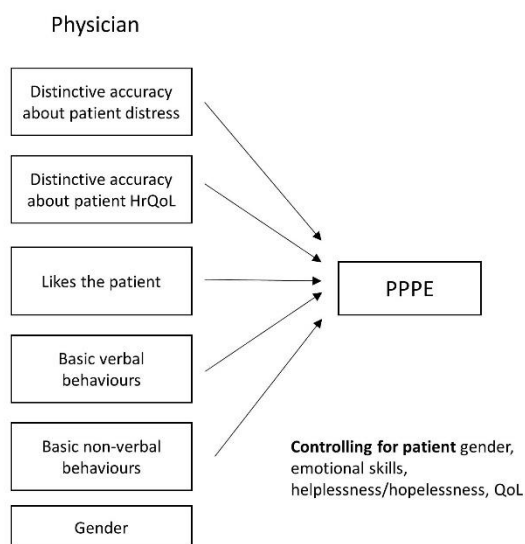 Physician
Distinctive accuracy
about patient distress
Distinctive accuracy
about patient HrQoL
Likes the patient
Basic verbal
behaviours
Basic non-verbal
behaviours
Gender
PPPE
Controlling for patient gender,
emotional skills,
helplessness/hopelessness, QoL